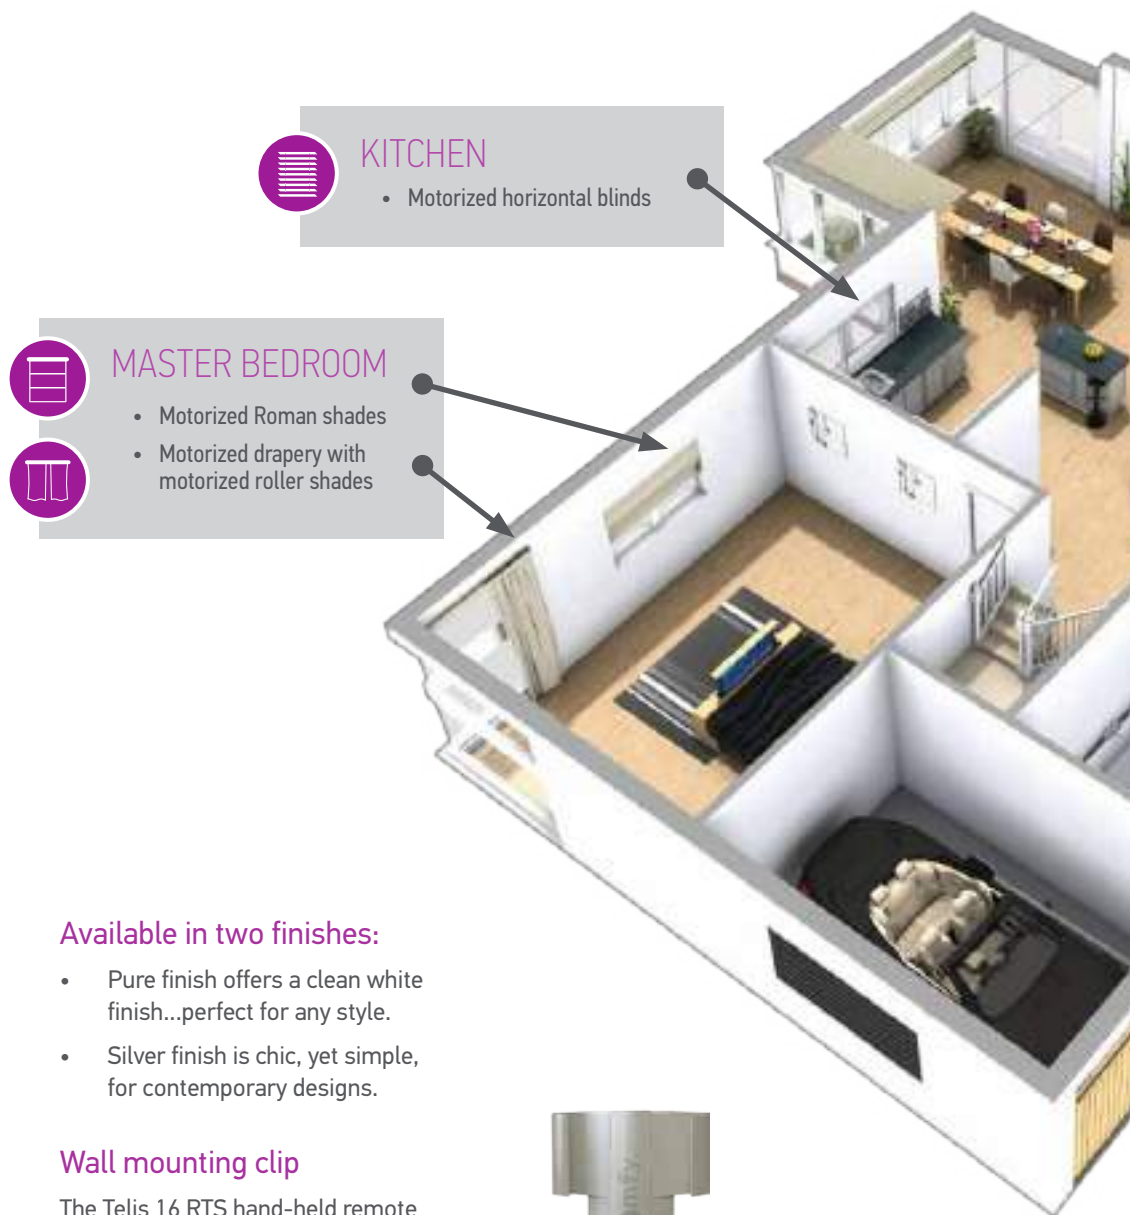 KITCHEN
• Motorized horizontal blinds
MASTER BEDROOM
• Motorized Roman shades
• Motorized drapery with
motorized roller shades
Available in two finishes:
• Pure finish offers a clean white
finish...perfect for any style.
• Silver finish is chic, yet simple,
for contemporary designs.
Wall mounting clip
The Telis 16 RTS hand-held remote